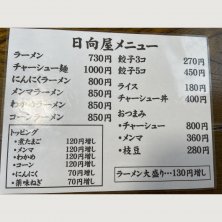 日向屋メニュー
ラーメン 730円
チャーシュー麺 1000円
にんにくラーメン 800円
メンマラーメン 850円
わかめラーメン 850円
コーンラーメン 850円
トッピング
・煮たまご 120円増し
・メンマ 120円増し
・わかめ 120円増し
・コーン 120円増し
・にんにく 70円増し
・薬味ねぎ 70円増し
餃子3コ 270円
餃子5コ 450円
ライス 180円
チャーシュー丼 400円
おつまみ
・チャーシュー 800円
・メンマ 360円
・枝豆 280円
ラーメン大盛り…130円増し